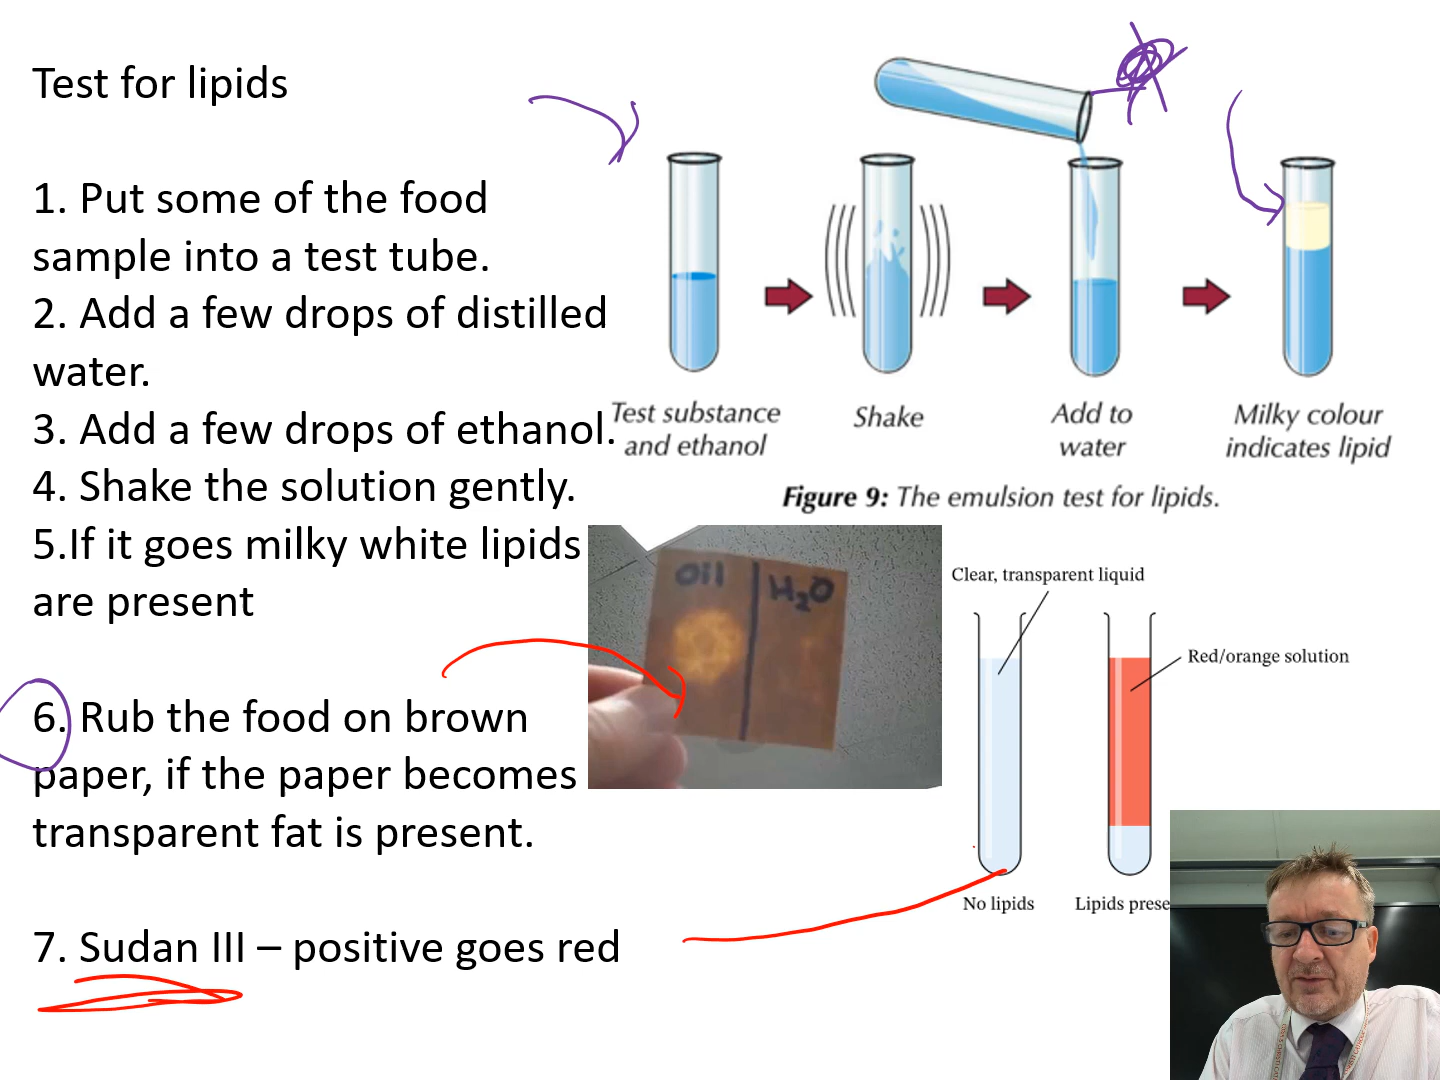 Test for lipids
1. Put some of the food
sample into a test tube.
2. Add a few drops of distilled
water.
3. Add a few drops of ethanol.
4. Shake the solution gently.
5.If it goes milky white lipids
are present
6. Rub the food on brown
paper, if the paper becomes
transparent fat is present.
7. Sudan III – positive goes red
Test substance
and ethanol
Shake
Add to
water
Milky colour
indicates lipid
Figure 9: The emulsion test for lipids.
Oil
H₂O
Clear, transparent liquid
Red/orange solution
No lipids
Lipids prese